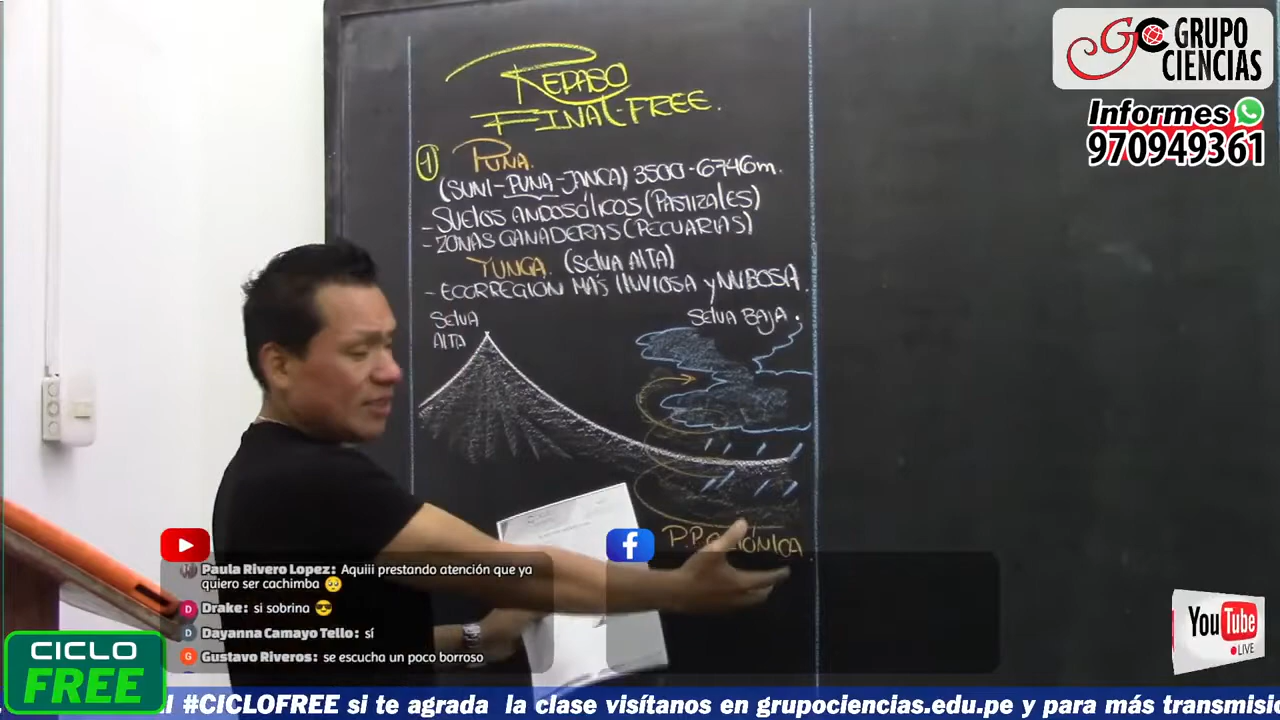 REPASO
FINAL-FREE.
1 PUNA.
(SUNI-PUNA-JANCA) 3500-6746m.
- SUELOS ANDOSÓLICOS (PASTIZALES)
- ZONAS GANADERAS (PECUARIAS)
YUNGA. (SELVA ALTA)
- ECORREGIÓN MÁS LLUVIOSA y NUBOSA.
SELVA ALTA
SELVA BAJA.
GC GRUPO
CIENCIAS
Informes
970949361
Paula Rivero Lopez: Aquiii prestando atención que ya
quiero ser cachimba 🥺
D Drake: si sobrina 😎
D Dayanna Camayo Tello: sí
G Gustavo Riveros: se escucha un poco borroso
f
YouTube
LIVE
CICLO
FREE
#CICLOFREE si te agrada la clase visítanos en grupociencias.edu.pe y para más transmisio